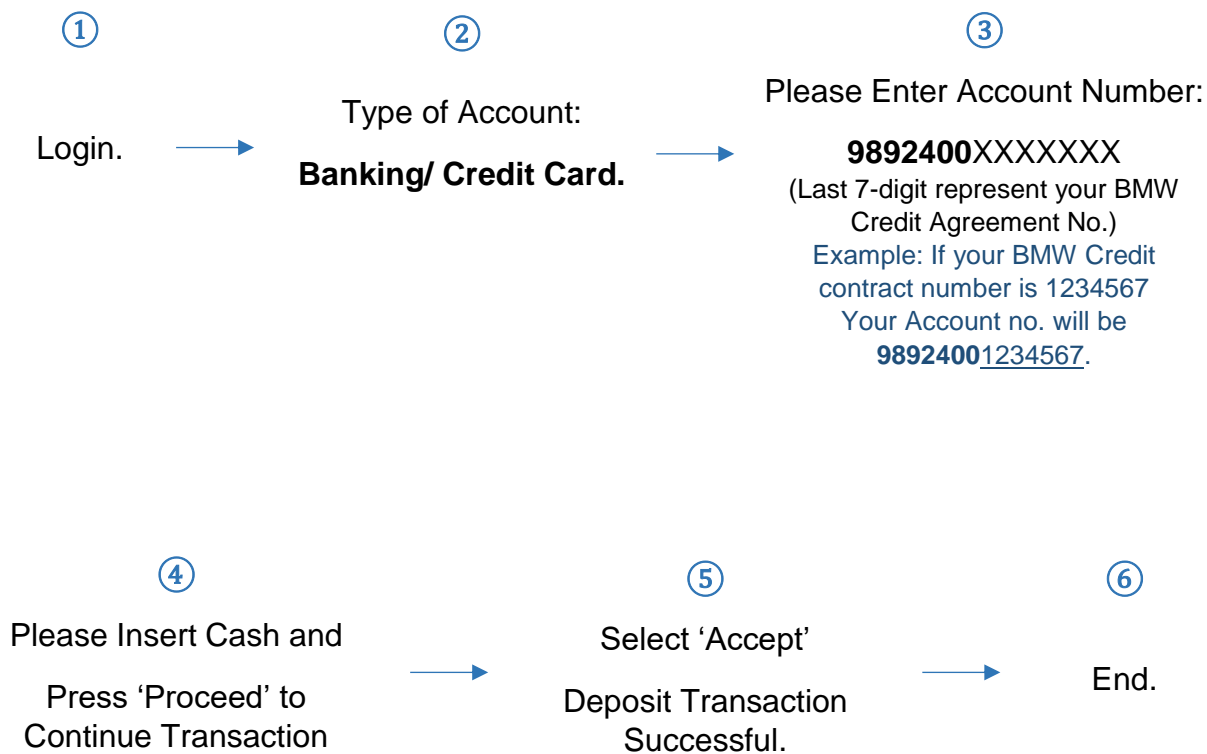 ①
②
③
Login.
Type of Account:
Banking/ Credit Card.
Please Enter Account Number:
9892400XXXXXXX
(Last 7-digit represent your BMW
Credit Agreement No.)
Example: If your BMW Credit
contract number is 1234567
Your Account no. will be
98924001234567.
④
⑤
⑥
Please Insert Cash and
Press ‘Proceed’ to
Continue Transaction
Select ‘Accept’
Deposit Transaction
Successful.
End.